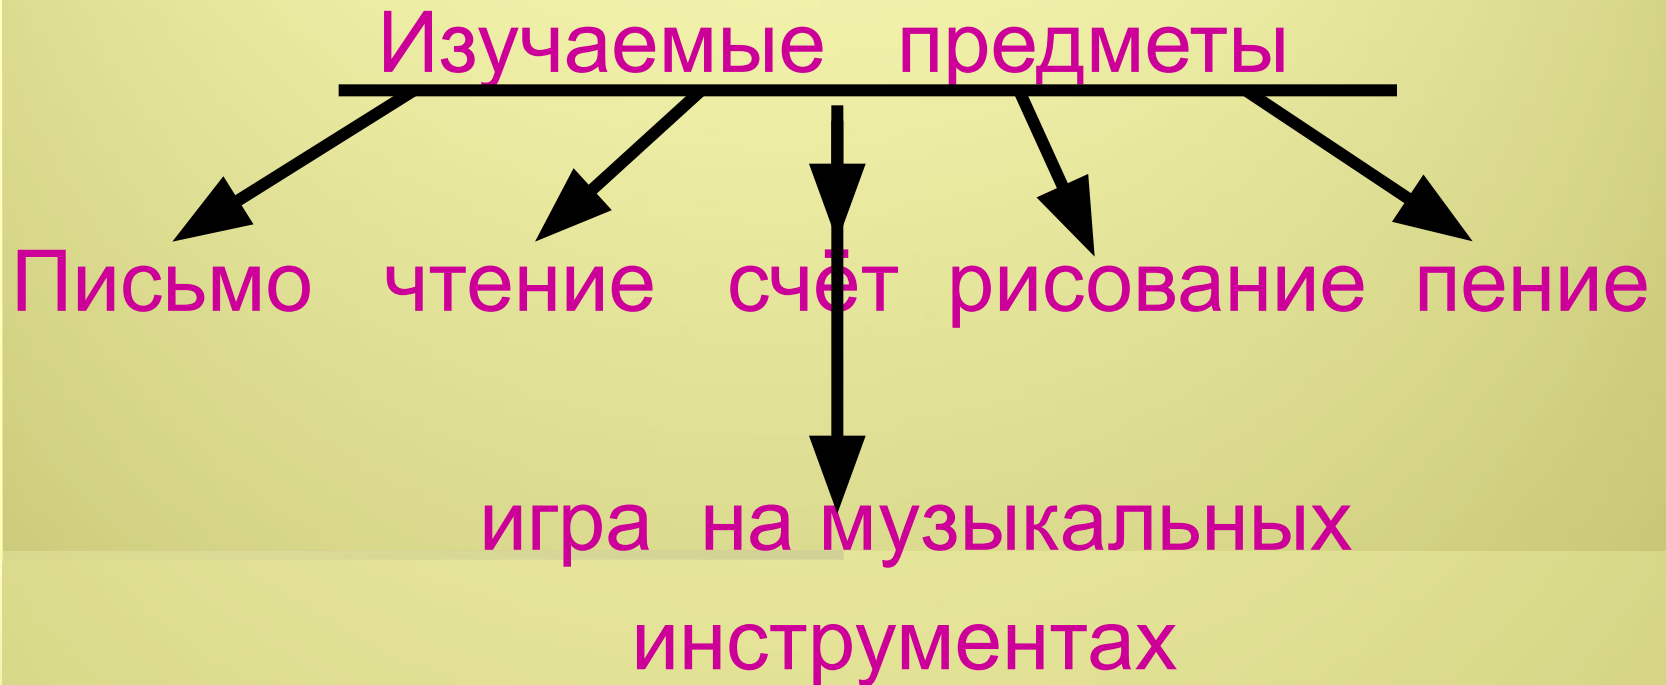 Изучаемые предметы
Письмо чтение счёт рисование пение
игра на музыкальных
инструментах